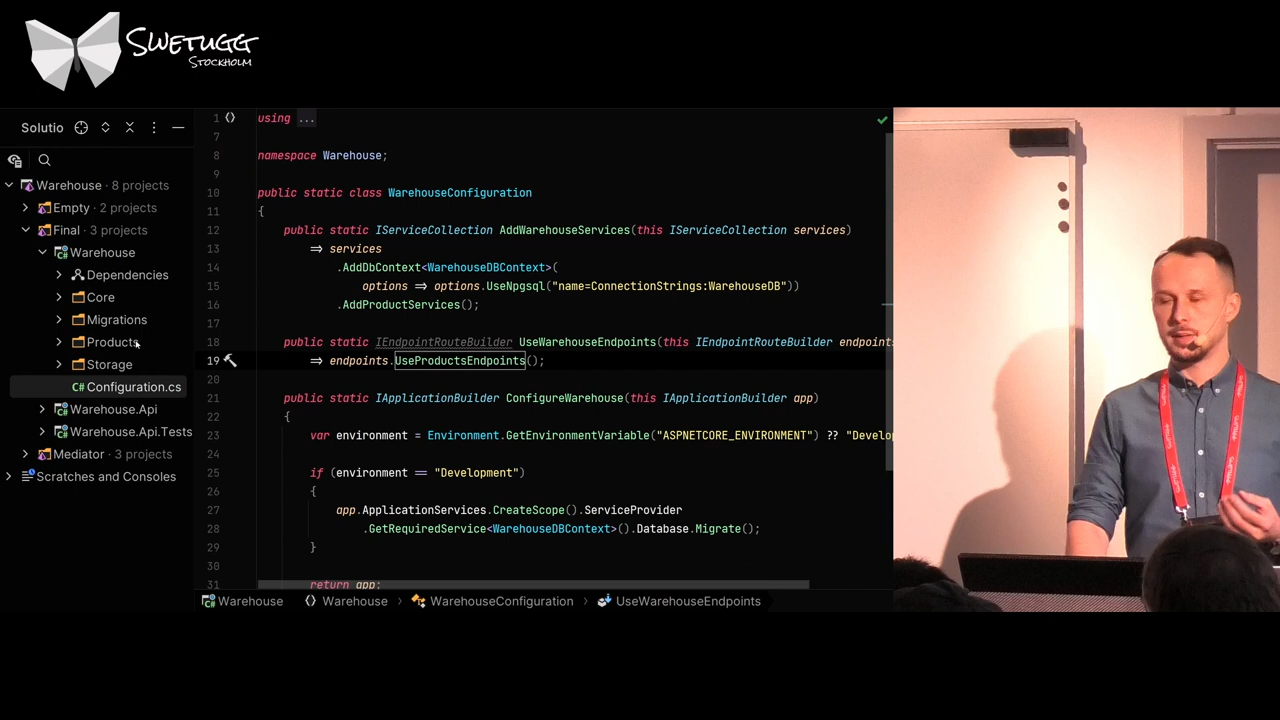 SWETUGG
STOCKHOLM
Solutio
Warehouse · 8 projects
Empty · 2 projects
Final · 3 projects
Warehouse
Dependencies
Core
Migrations
Products
Storage
C# Configuration.cs
Warehouse.Api
Warehouse.Api.Tests
Mediator · 3 projects
Scratches and Consoles
1 using ...
7
8 namespace Warehouse;
9
10 public static class WarehouseConfiguration
11 {
12 public static IServiceCollection AddWarehouseServices(this IServiceCollection services)
13 => services
14 .AddDbContext<WarehouseDBContext>(
15 options => options.UseNpgsql("name=ConnectionStrings:WarehouseDB"))
16 .AddProductServices();
17
18 public static IEndpointRouteBuilder UseWarehouseEndpoints(this IEndpointRouteBuilder endpoints
19 => endpoints.UseProductsEndpoints();
20
21 public static IApplicationBuilder ConfigureWarehouse(this IApplicationBuilder app)
22 {
23 var environment = Environment.GetEnvironmentVariable("ASPNETCORE_ENVIRONMENT") ?? "Develop
24
25 if (environment == "Development")
26 {
27 app.ApplicationServices.CreateScope().ServiceProvider
28 .GetRequiredService<WarehouseDBContext>().Database.Migrate();
29 }
30
31 return app;
Warehouse Warehouse > WarehouseConfiguration > UseWarehouseEndpoints